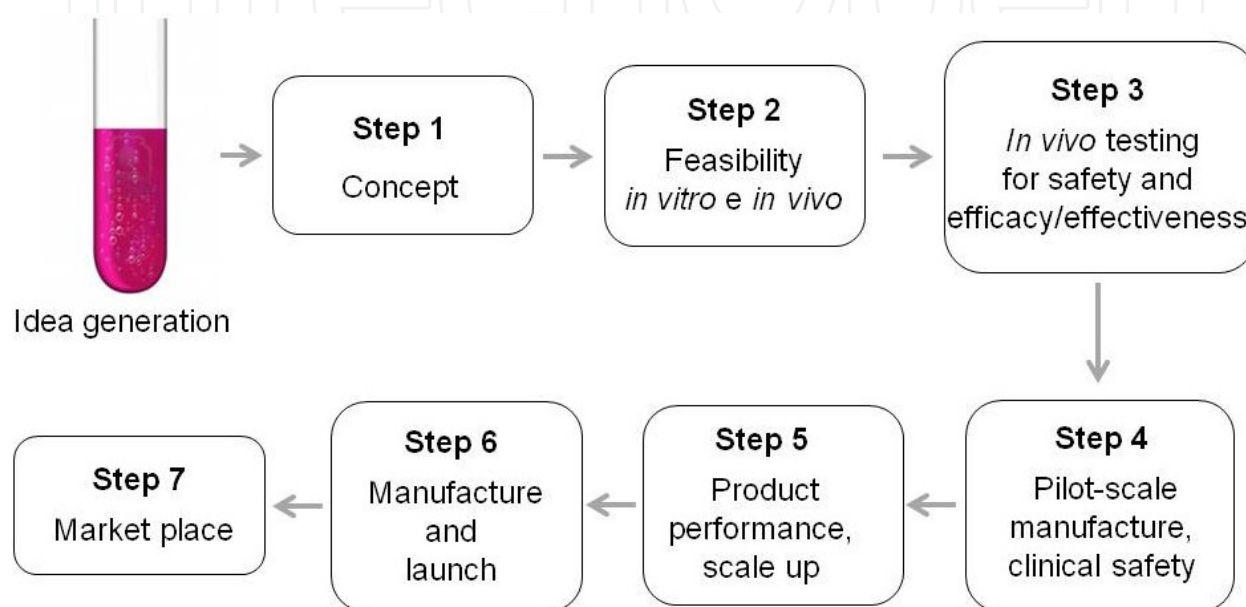 Idea generation
Step 1
Concept
Step 2
Feasibility
in vitro e in vivo
Step 3
In vivo testing
for safety and
efficacy/effectiveness
Step 4
Pilot-scale
manufacture,
clinical safety
Step 5
Product
performance,
scale up
Step 6
Manufacture
and
launch
Step 7
Market place